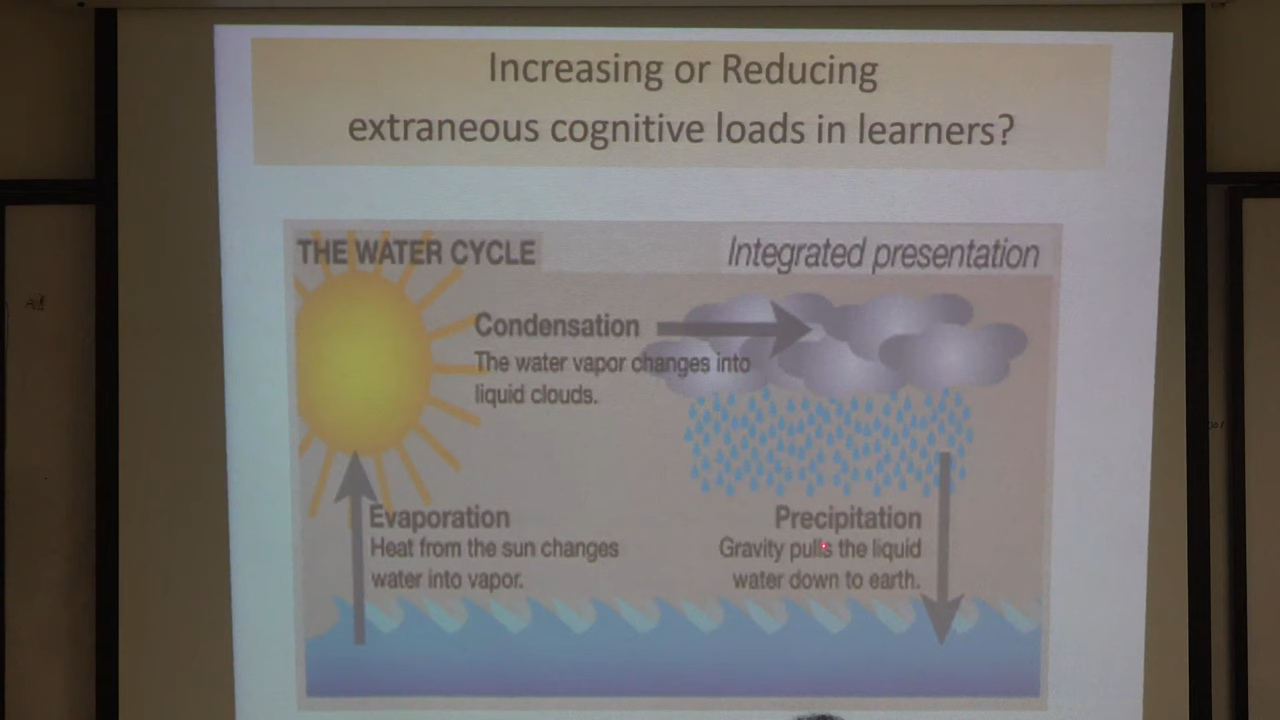 Increasing or Reducing
extraneous cognitive loads in learners?
THE WATER CYCLE
Integrated presentation
Condensation
The water vapor changes into
liquid clouds.
Evaporation
Heat from the sun changes
water into vapor.
Precipitation
Gravity pulls the liquid
water down to earth.